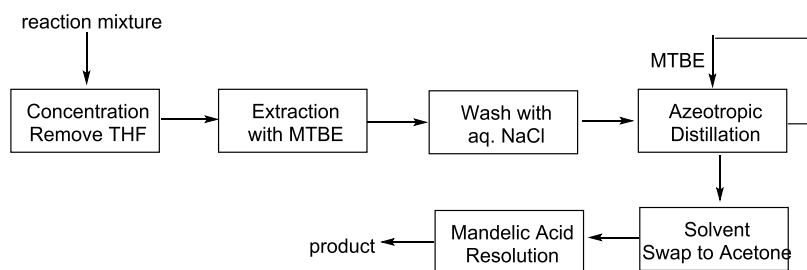 reaction mixture
MTBE
Concentration
Remove THF
Extraction
with MTBE
Wash with
aq. NaCl
Azeotropic
Distillation
Solvent
Swap to Acetone
Mandelic Acid
Resolution
product